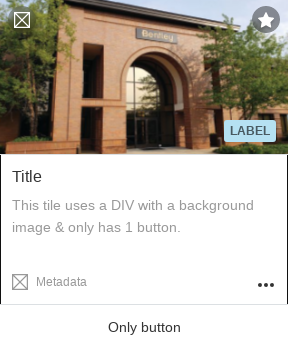 Bentley
LABEL
Title
This tile uses a DIV with a background
image & only has 1 button.
Metadata
Only button